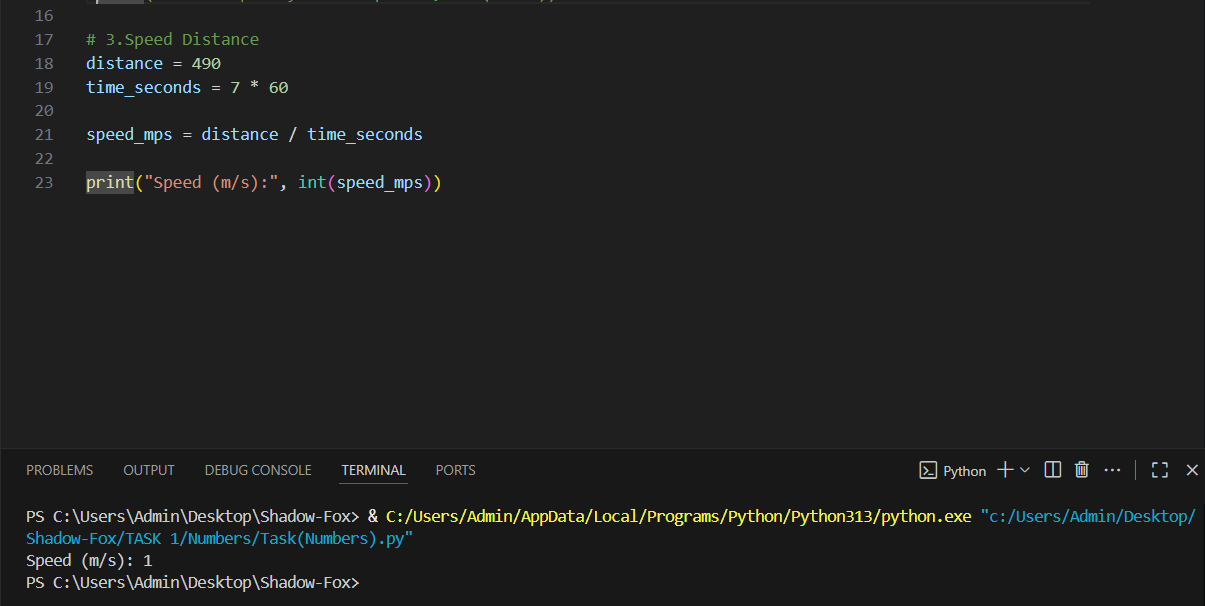 16
17 # 3.Speed Distance
18 distance = 490
19 time_seconds = 7 * 60
20
21 speed_mps = distance / time_seconds
22
23 print("Speed (m/s):", int(speed_mps))
PROBLEMS OUTPUT DEBUG CONSOLE TERMINAL PORTS Python
PS C:\Users\Admin\Desktop\Shadow-Fox> & C:/Users/Admin/AppData/Local/Programs/Python/Python313/python.exe "c:/Users/Admin/Desktop/
Shadow-Fox/TASK 1/Numbers/Task(Numbers).py"
Speed (m/s): 1
PS C:\Users\Admin\Desktop\Shadow-Fox>